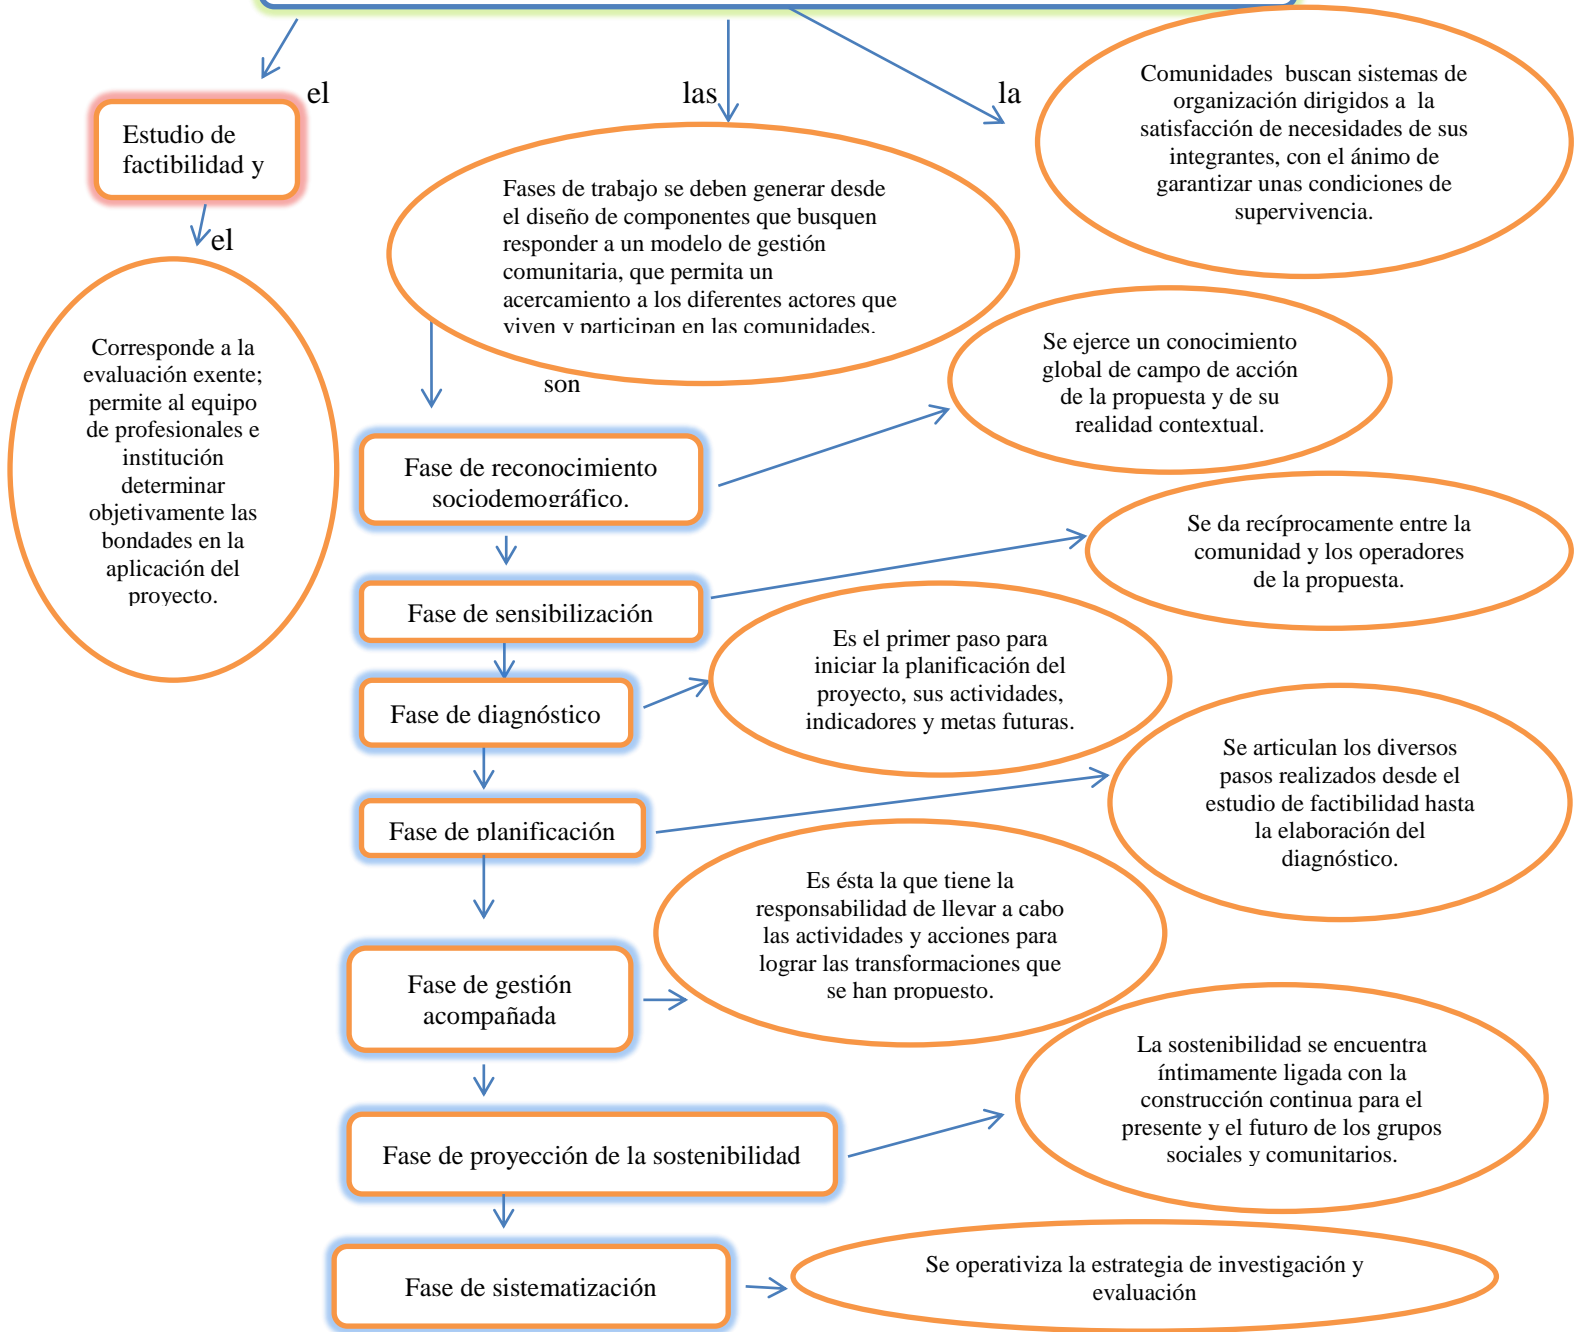 el
las
la
Estudio de
factibilidad y
el
Corresponde a la
evaluación exente;
permite al equipo
de profesionales e
institución
determinar
objetivamente las
bondades en la
aplicación del
proyecto.
Fases de trabajo se deben generar desde
el diseño de componentes que busquen
responder a un modelo de gestión
comunitaria, que permita un
acercamiento a los diferentes actores que
viven y participan en las comunidades.
Comunidades buscan sistemas de
organización dirigidos a la
satisfacción de necesidades de sus
integrantes, con el ánimo de
garantizar unas condiciones de
supervivencia.
son
Fase de reconocimiento
sociodemográfico.
Se ejerce un conocimiento
global de campo de acción
de la propuesta y de su
realidad contextual.
Fase de sensibilización
Se da recíprocamente entre la
comunidad y los operadores
de la propuesta.
Fase de diagnóstico
Es el primer paso para
iniciar la planificación del
proyecto, sus actividades,
indicadores y metas futuras.
Fase de planificación
Se articulan los diversos
pasos realizados desde el
estudio de factibilidad hasta
la elaboración del
diagnóstico.
Fase de gestión
acompañada
Es ésta la que tiene la
responsabilidad de llevar a cabo
las actividades y acciones para
lograr las transformaciones que
se han propuesto.
Fase de proyección de la sostenibilidad
La sostenibilidad se encuentra
íntimamente ligada con la
construcción continua para el
presente y el futuro de los grupos
sociales y comunitarios.
Fase de sistematización
Se operativiza la estrategia de investigación y
evaluación